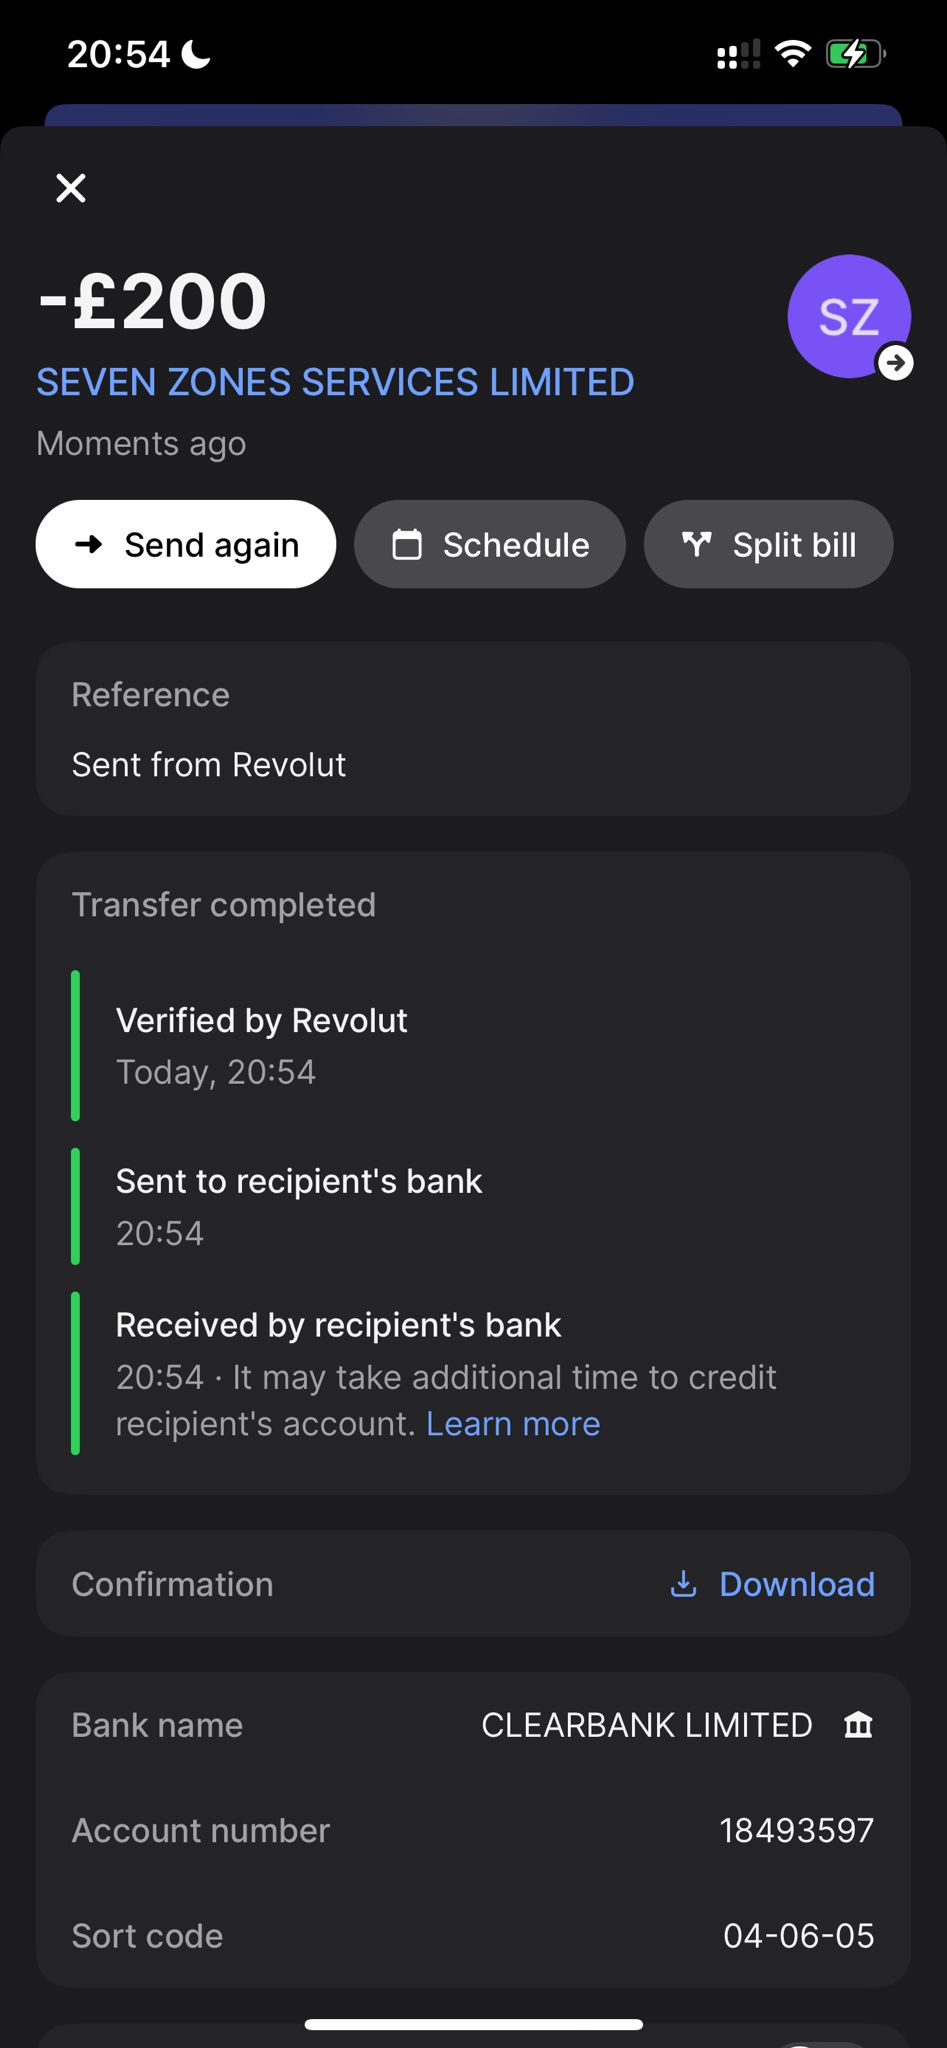 20:54
-£200
SZ
SEVEN ZONES SERVICES LIMITED
Moments ago
Send again
Schedule
Split bill
Reference
Sent from Revolut
Transfer completed
Verified by Revolut
Today, 20:54
Sent to recipient's bank
20:54
Received by recipient's bank
20:54 · It may take additional time to credit
recipient's account. Learn more
Confirmation
Download
Bank name
CLEARBANK LIMITED
Account number
18493597
Sort code
04-06-05